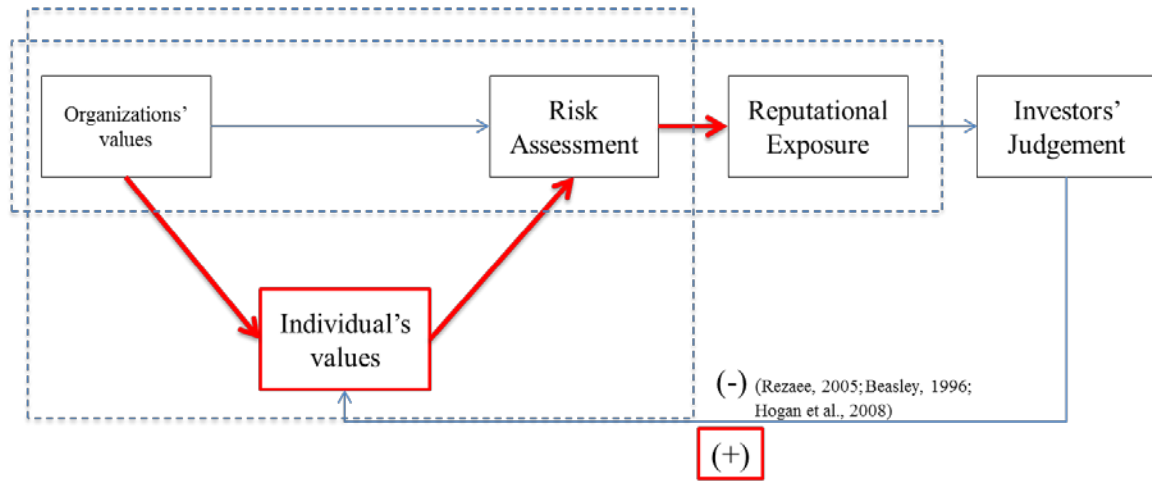 Organizations’
values
Risk
Assessment
Reputational
Exposure
Investors’
Judgement
Individual’s
values
(-) (Rezaee, 2005; Beasley, 1996;
Hogan et al., 2008)
(+)